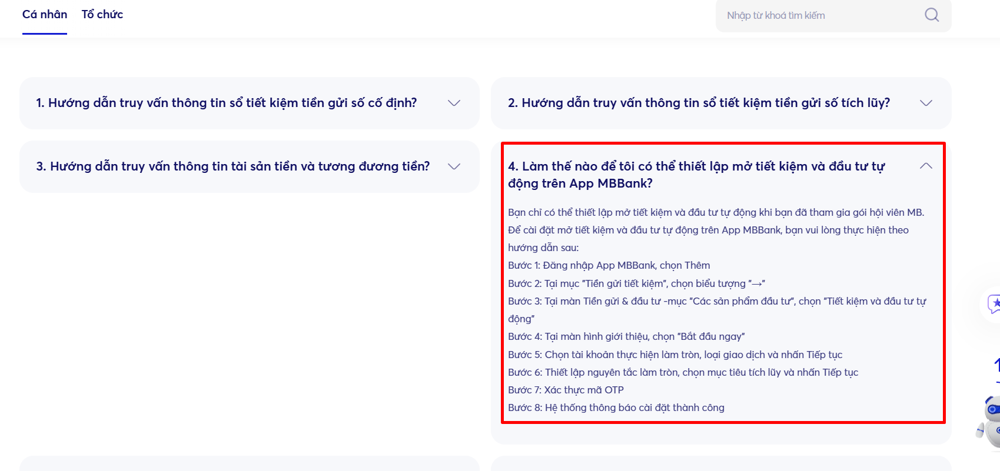 Cá nhân Tổ chức
Nhập từ khoá tìm kiếm
1. Hướng dẫn truy vấn thông tin sổ tiết kiệm tiền gửi số cố định?
2. Hướng dẫn truy vấn thông tin sổ tiết kiệm tiền gửi số tích lũy?
3. Hướng dẫn truy vấn thông tin tài sản tiền và tương đương tiền?
4. Làm thế nào để tôi có thể thiết lập mở tiết kiệm và đầu tư tự
động trên App MBBank?
Bạn chỉ có thể thiết lập mở tiết kiệm và đầu tư tự động khi bạn đã tham gia gói hội viên MB.
Để cài đặt mở tiết kiệm và đầu tư tự động trên App MBBank, bạn vui lòng thực hiện theo
hướng dẫn sau:
Bước 1: Đăng nhập App MBBank, chọn Thêm
Bước 2: Tại mục "Tiền gửi tiết kiệm", chọn biểu tượng "→"
Bước 3: Tại màn Tiền gửi & đầu tư -mục "Các sản phẩm đầu tư", chọn "Tiết kiệm và đầu tư tự
động"
Bước 4: Tại màn hình giới thiệu, chọn "Bắt đầu ngay"
Bước 5: Chọn tài khoản thực hiện làm tròn, loại giao dịch và nhấn Tiếp tục
Bước 6: Thiết lập nguyên tắc làm tròn, chọn mục tiêu tích lũy và nhấn Tiếp tục
Bước 7: Xác thực mã OTP
Bước 8: Hệ thống thông báo cài đặt thành công